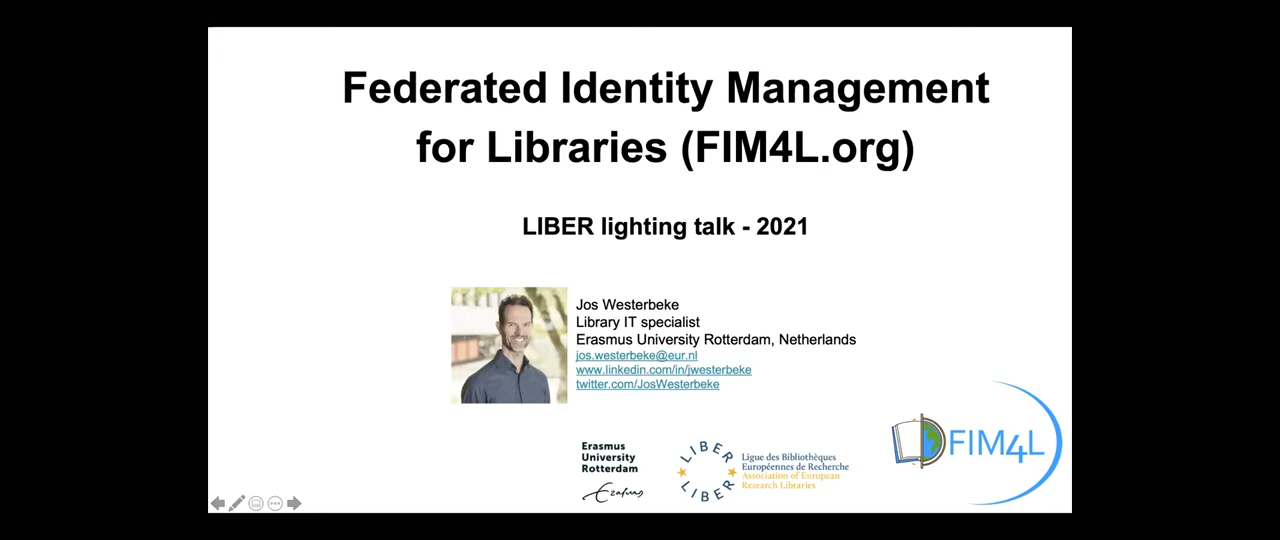 Federated Identity Management
for Libraries (FIM4L.org)
LIBER lighting talk - 2021
Jos Westerbeke
Library IT specialist
Erasmus University Rotterdam, Netherlands
jos.westerbeke@eur.nl
www.linkedin.com/in/jwesterbeke
twitter.com/JosWesterbeke
Erasmus
University
Rotterdam
Erasmus
LIBER
LIBER
Ligue des Bibliothèques
Européennes de Recherche
Association of European
Research Libraries
FIM4L